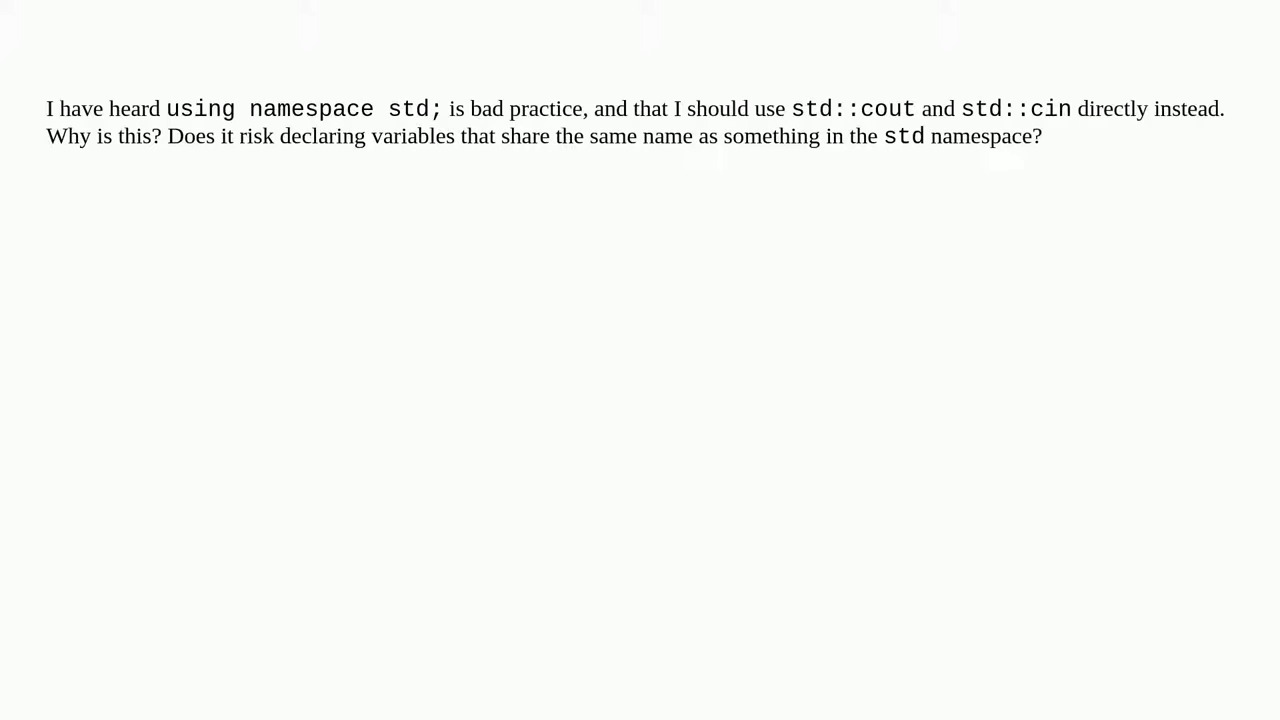 I have heard using namespace std; is bad practice, and that I should use std::cout and std::cin directly instead.
Why is this? Does it risk declaring variables that share the same name as something in the std namespace?